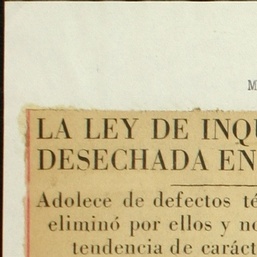 M
LA LEY DE INQU
DESECHADA EN
Adolece de defectos té
eliminó por ellos y no
tendencia de caráct